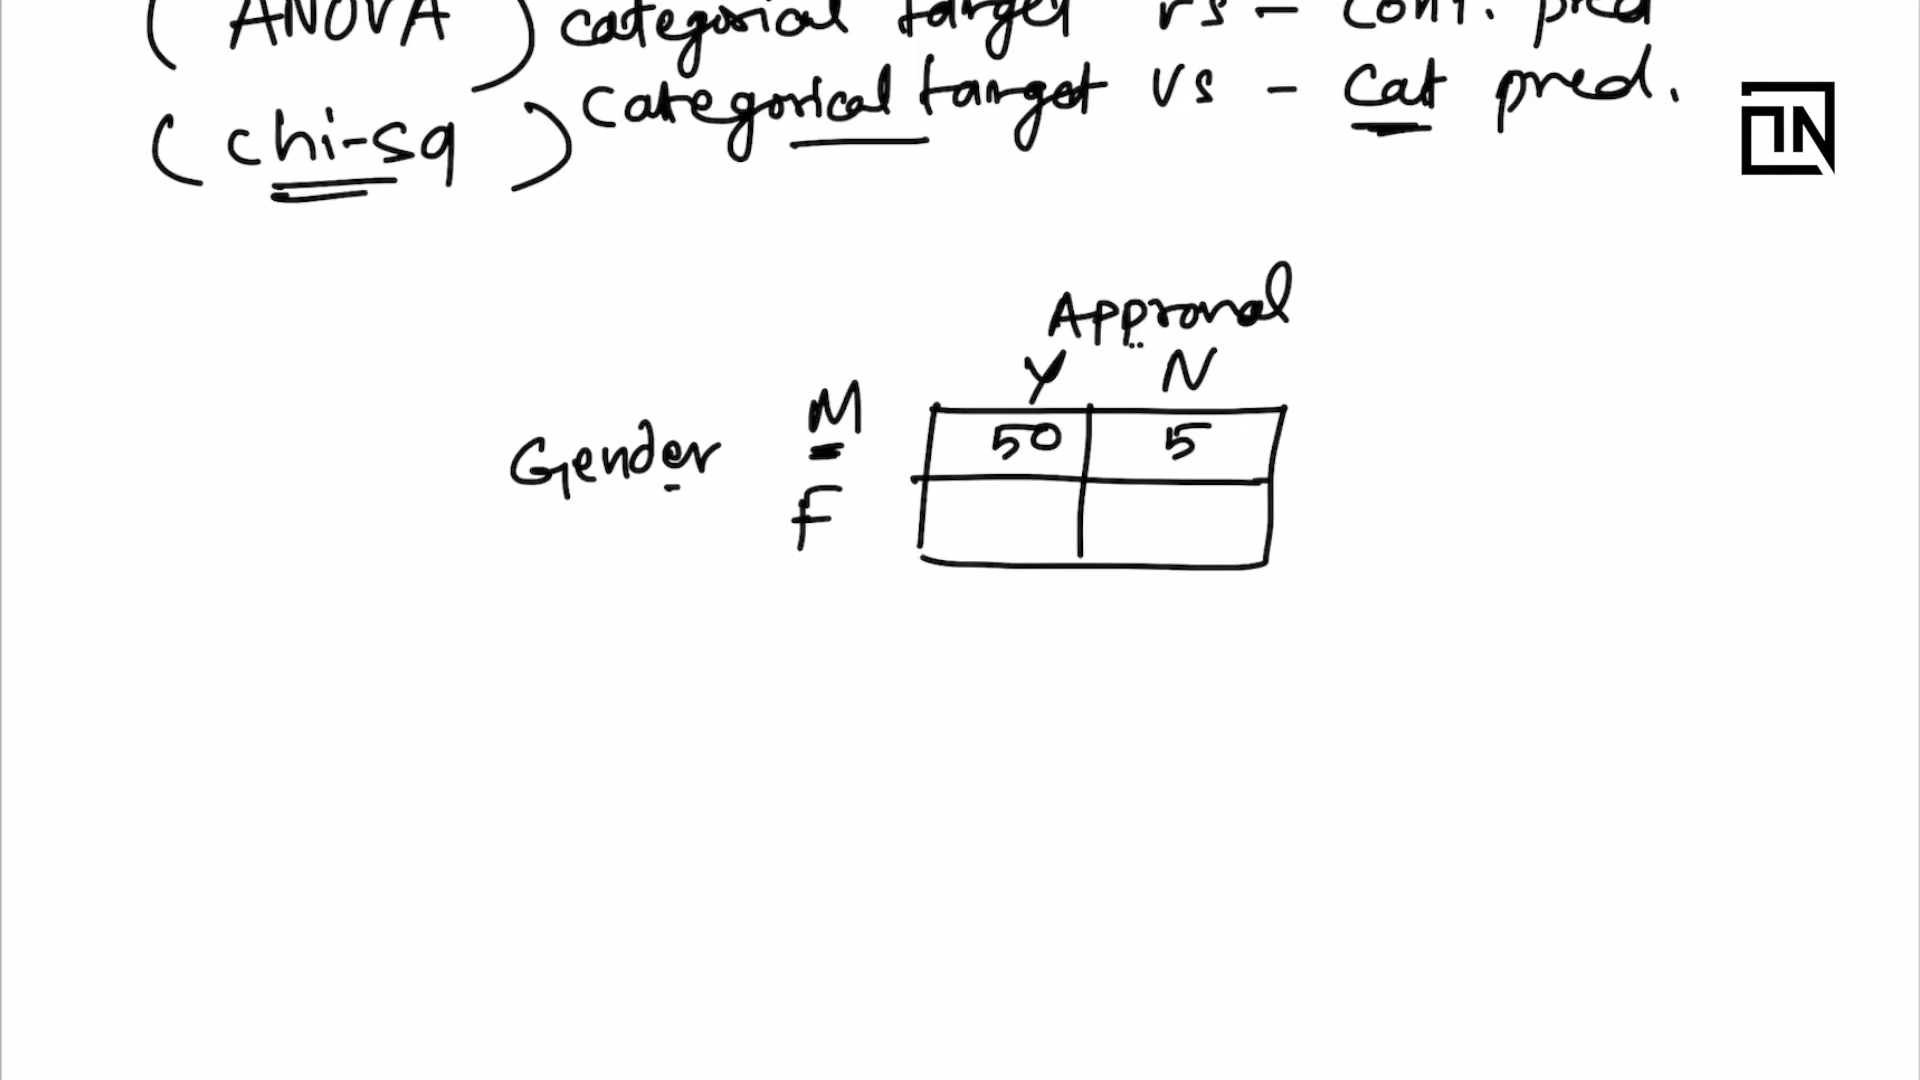 ( ANOVA ) categorical target vs - cont. pred
( chi-sq ) categorical target vs - cat pred.
Approval
Y N
Gender M 50 5
F